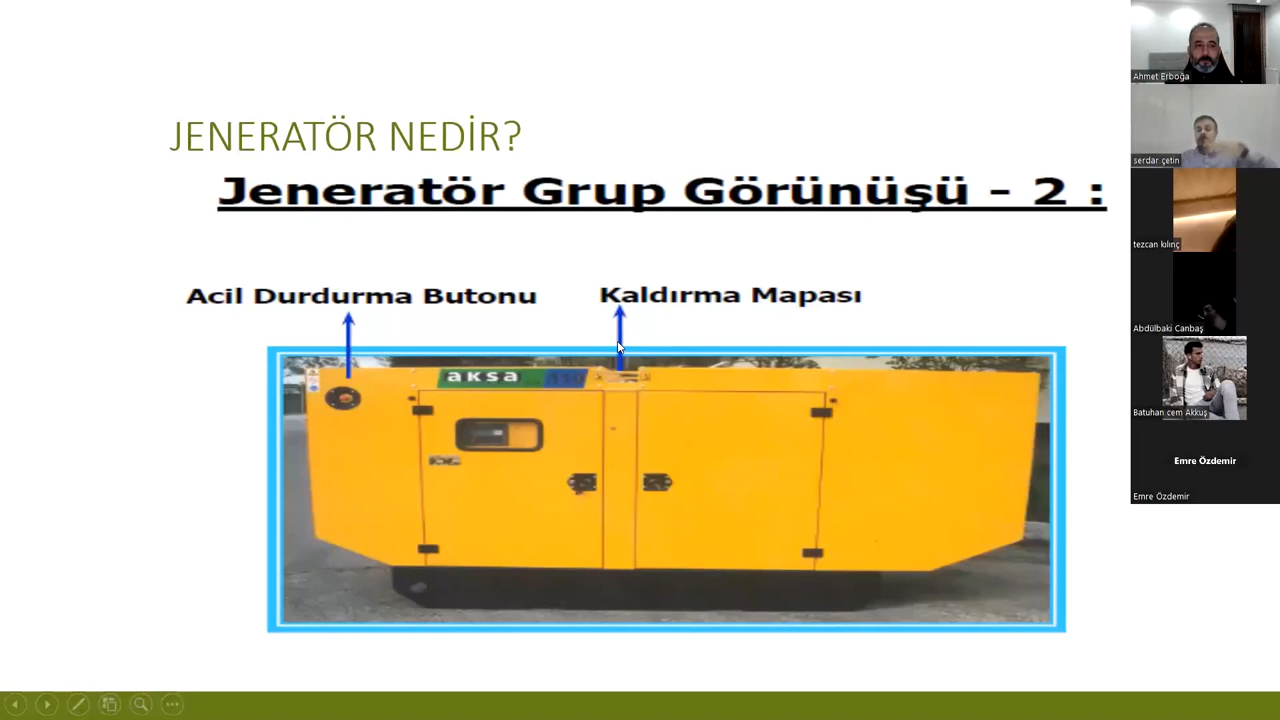 JENERATÖR NEDİR?
Jeneratör Grup Görünüşü - 2 :
Acil Durdurma Butonu
Kaldırma Mapası
aksa
Ahmet Erboğa
serdar çetin
tezcan kılınç
Abdülbaki Canbaş
Batuhan cem Akkuş
Emre Özdemir
Emre Özdemir